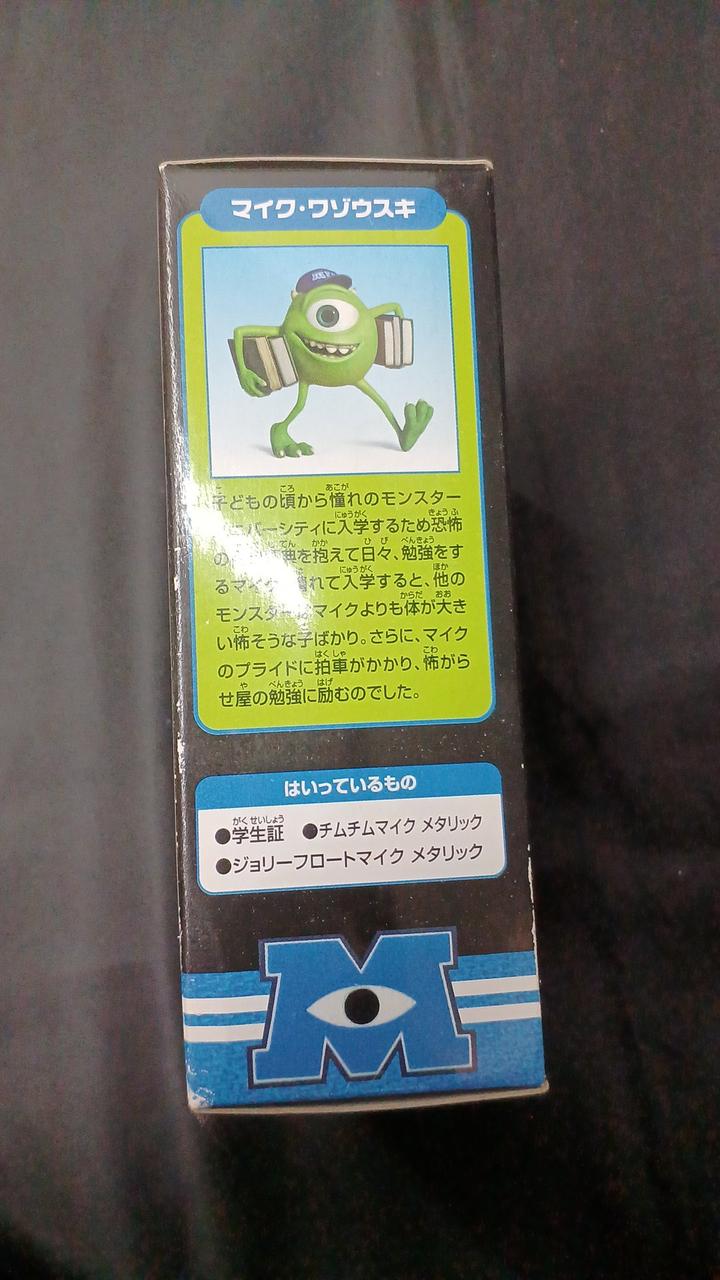 マイク・ワゾウスキ
子どもの頃から憧れのモンスター
バーシティに入学するため恐怖
の典を抱えて日々、勉強をす
るマイれて入学すると、他の
モンスターはマイクよりも体が大き
い怖そうな子ばかり。さらに、マイク
のプライドに拍車がかかり、怖がら
せ屋の勉強に励むのでした。
はいっているもの
●学生証 ●チムチムマイク メタリック
●ジョリーフロートマイク メタリック
M